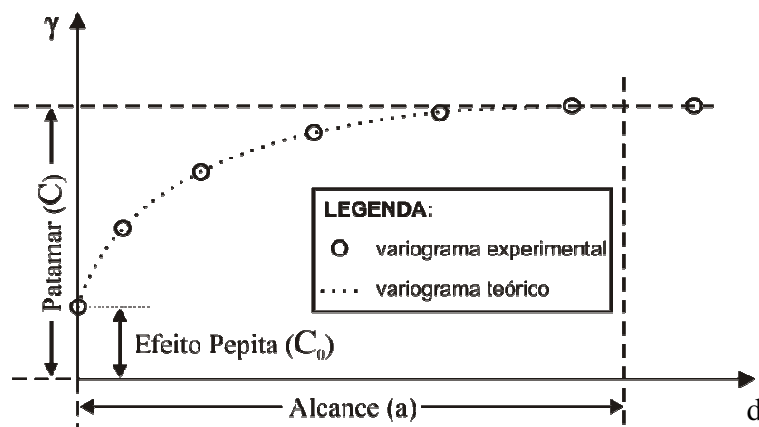 γ
Patamar (C)
LEGENDA:
variograma experimental
variograma teórico
Efeito Pepita (C₀)
Alcance (a)
d